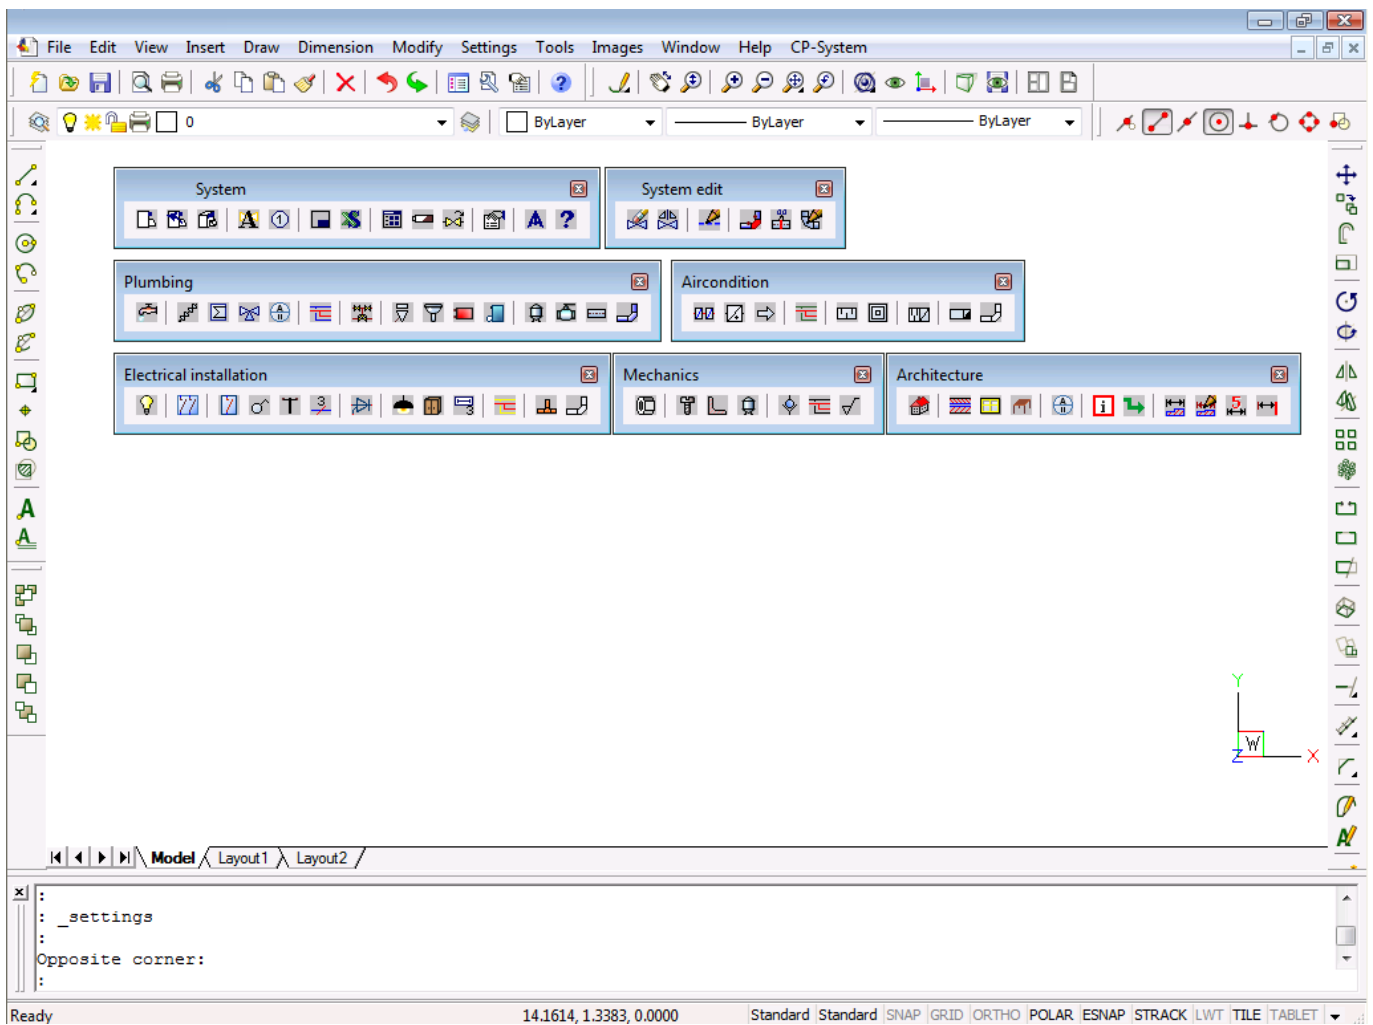 File Edit View Insert Draw Dimension Modify Settings Tools Images Window Help CP-System
0 ByLayer ByLayer ByLayer
System
System edit
Plumbing
Aircondition
Electrical installation
Mechanics
Architecture
Y
W
Z X
Model Layout1 Layout2
:
: _settings
:
Opposite corner:
:
Ready 14.1614, 1.3383, 0.0000 Standard Standard SNAP GRID ORTHO POLAR ESNAP STRACK LWT TILE TABLET